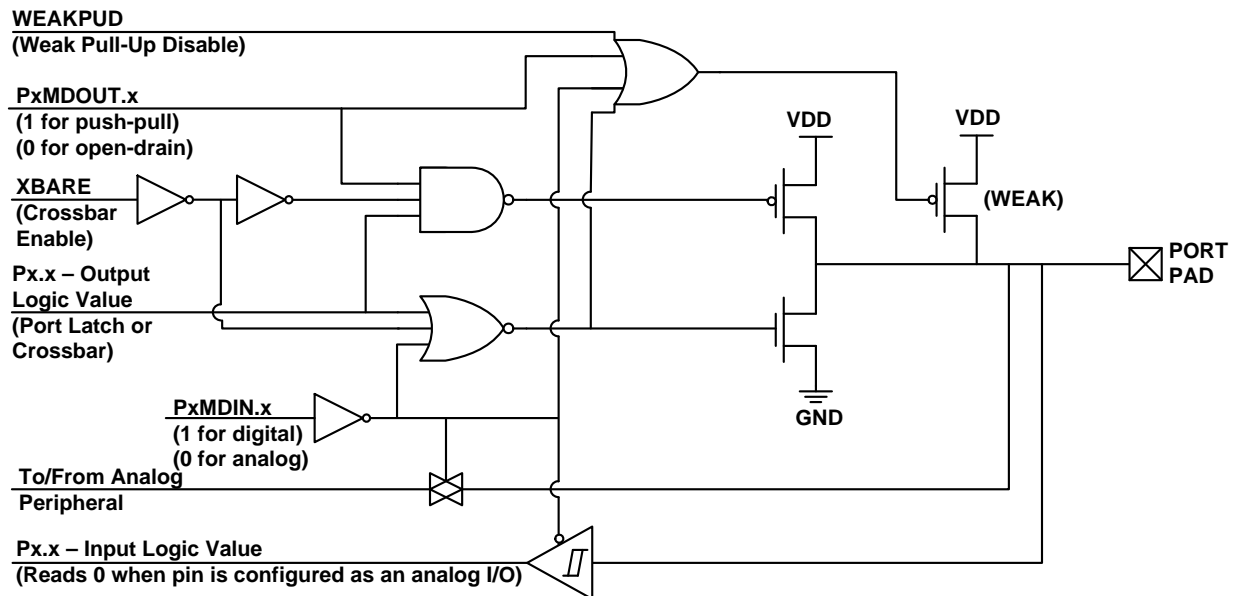 WEAKPUD
(Weak Pull-Up Disable)
PxMDOUT.x
(1 for push-pull)
(0 for open-drain)
XBARE
(Crossbar
Enable)
Px.x – Output
Logic Value
(Port Latch or
Crossbar)
PxMDIN.x
(1 for digital)
(0 for analog)
To/From Analog
Peripheral
Px.x – Input Logic Value
(Reads 0 when pin is configured as an analog I/O)
VDD
VDD
(WEAK)
PORT
PAD
GND